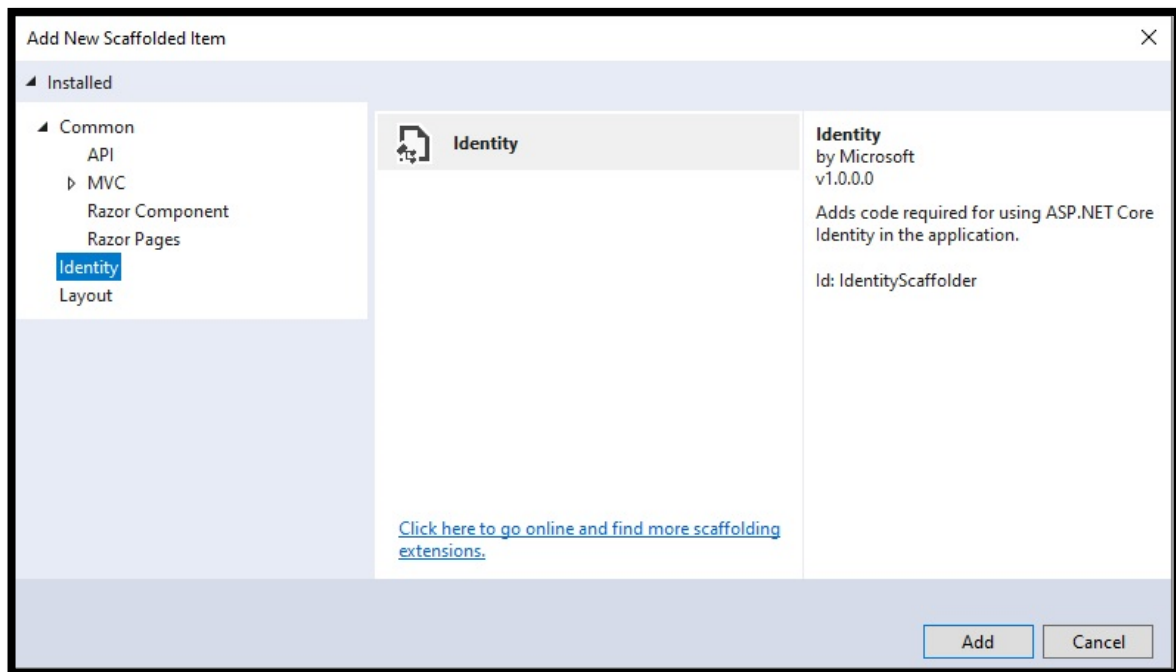 Add New Scaffolded Item
Installed
Common
API
MVC
Razor Component
Razor Pages
Identity
Layout
Identity
Click here to go online and find more scaffolding
extensions.
Identity
by Microsoft
v1.0.0.0
Adds code required for using ASP.NET Core
Identity in the application.
Id: IdentityScaffolder
Add
Cancel